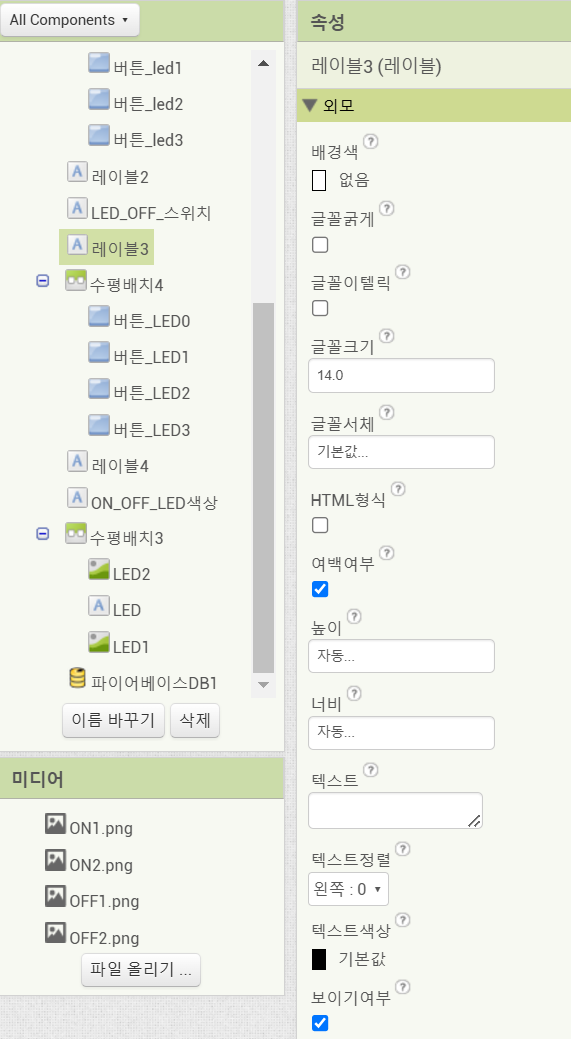 All Components
버튼_led1
버튼_led2
버튼_led3
레이블2
LED_OFF_스위치
레이블3
수평배치4
버튼_LED0
버튼_LED1
버튼_LED2
버튼_LED3
레이블4
ON_OFF_LED색상
수평배치3
LED2
LED
LED1
파이어베이스DB1
이름 바꾸기 삭제
미디어
ON1.png
ON2.png
OFF1.png
OFF2.png
파일 올리기 ...
속성
레이블3 (레이블)
외모
배경색
없음
글꼴굵게
글꼴이텔릭
글꼴크기
14.0
글꼴서체
기본값...
HTML형식
여백여부
높이
자동...
너비
자동...
텍스트
텍스트정렬
왼쪽 : 0
텍스트색상
기본값
보이기여부